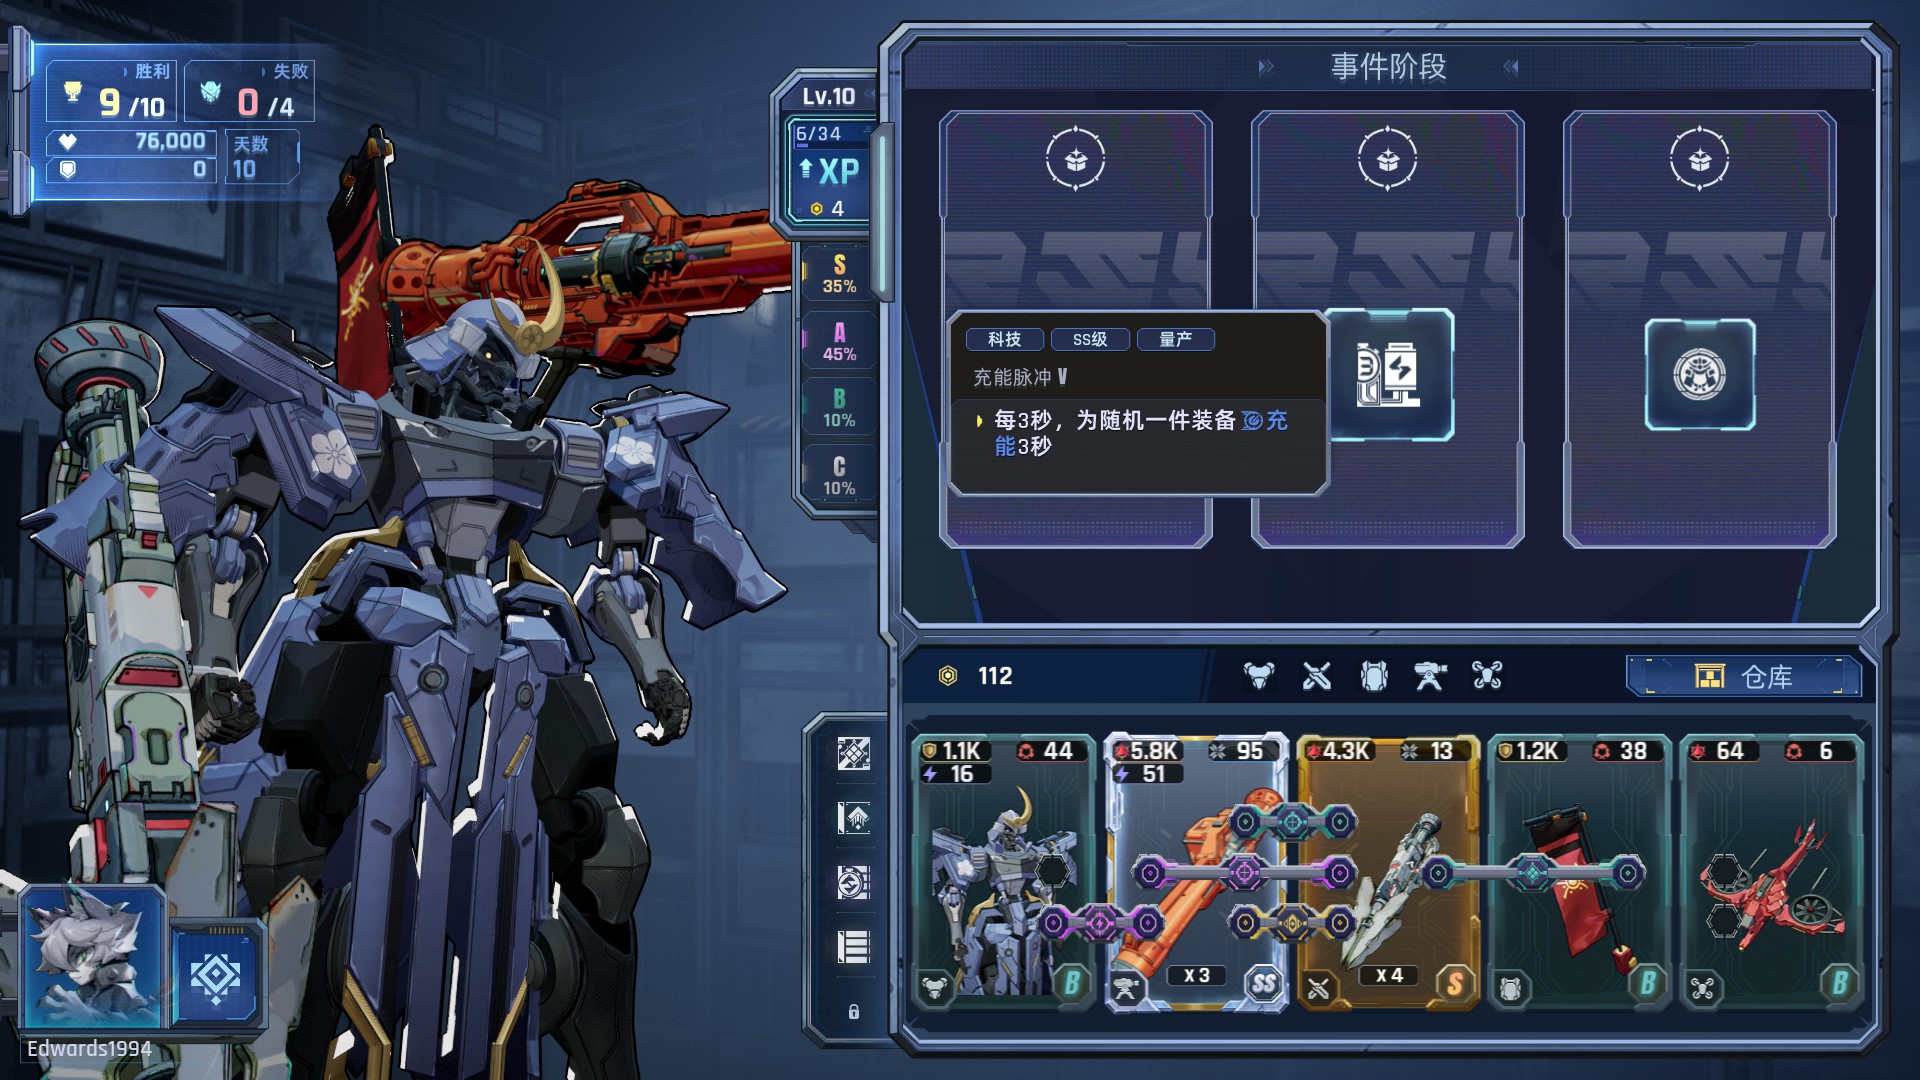 胜利
9/10
失败
0/4
76,000
0
天数
10
Lv.10
6/34
XP
4
S
35%
A
45%
B
10%
C
10%
事件阶段
科技
SS级
量产
充能脉冲 V
每3秒，为随机一件装备充
能3秒
112
仓库
1.1K
44
16
B
5.8K
95
51
x3
SS
4.3K
13
x4
S
1.2K
38
B
64
6
B
Edwards1994